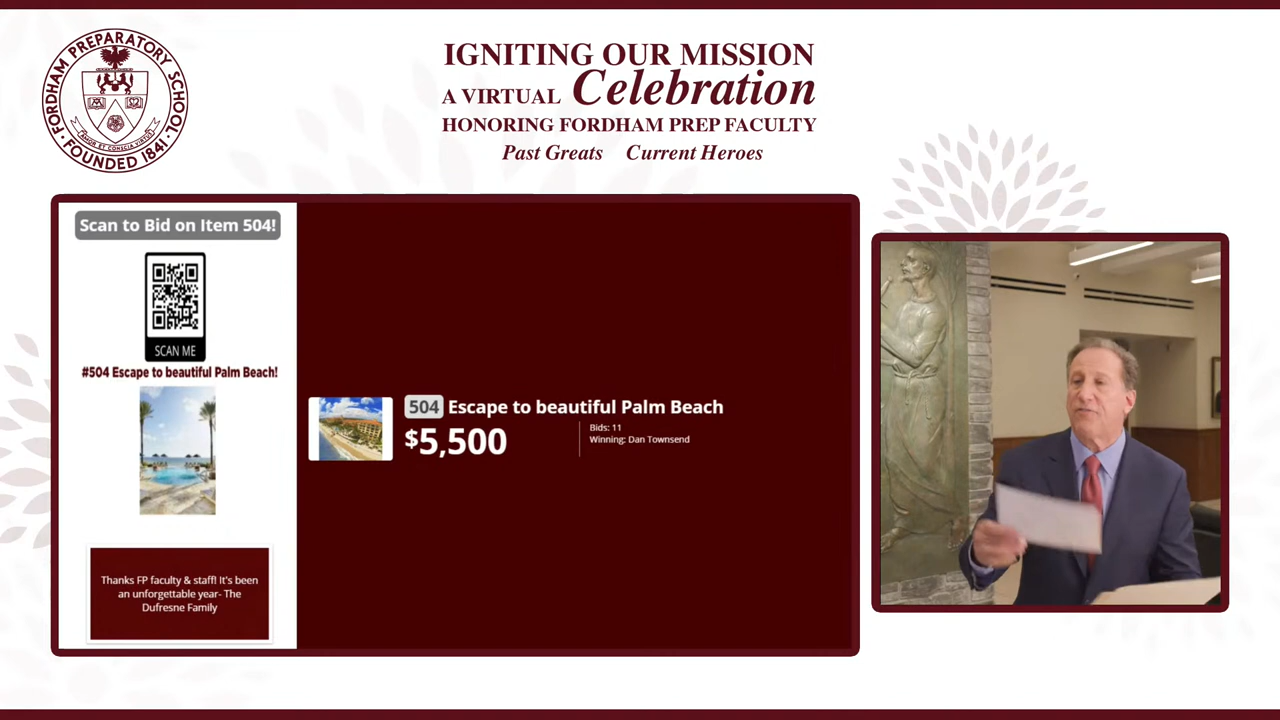 FORDHAM PREPARATORY SCHOOL
FOUNDED 1841
IGNITING OUR MISSION
A VIRTUAL Celebration
HONORING FORDHAM PREP FACULTY
Past Greats Current Heroes
Scan to Bid on Item 504!
SCAN ME
#504 Escape to beautiful Palm Beach!
504 Escape to beautiful Palm Beach
$5,500
Bids: 11
Winning: Dan Townsend
Thanks FP faculty & staff! It's been
an unforgettable year- The
Dufresne Family